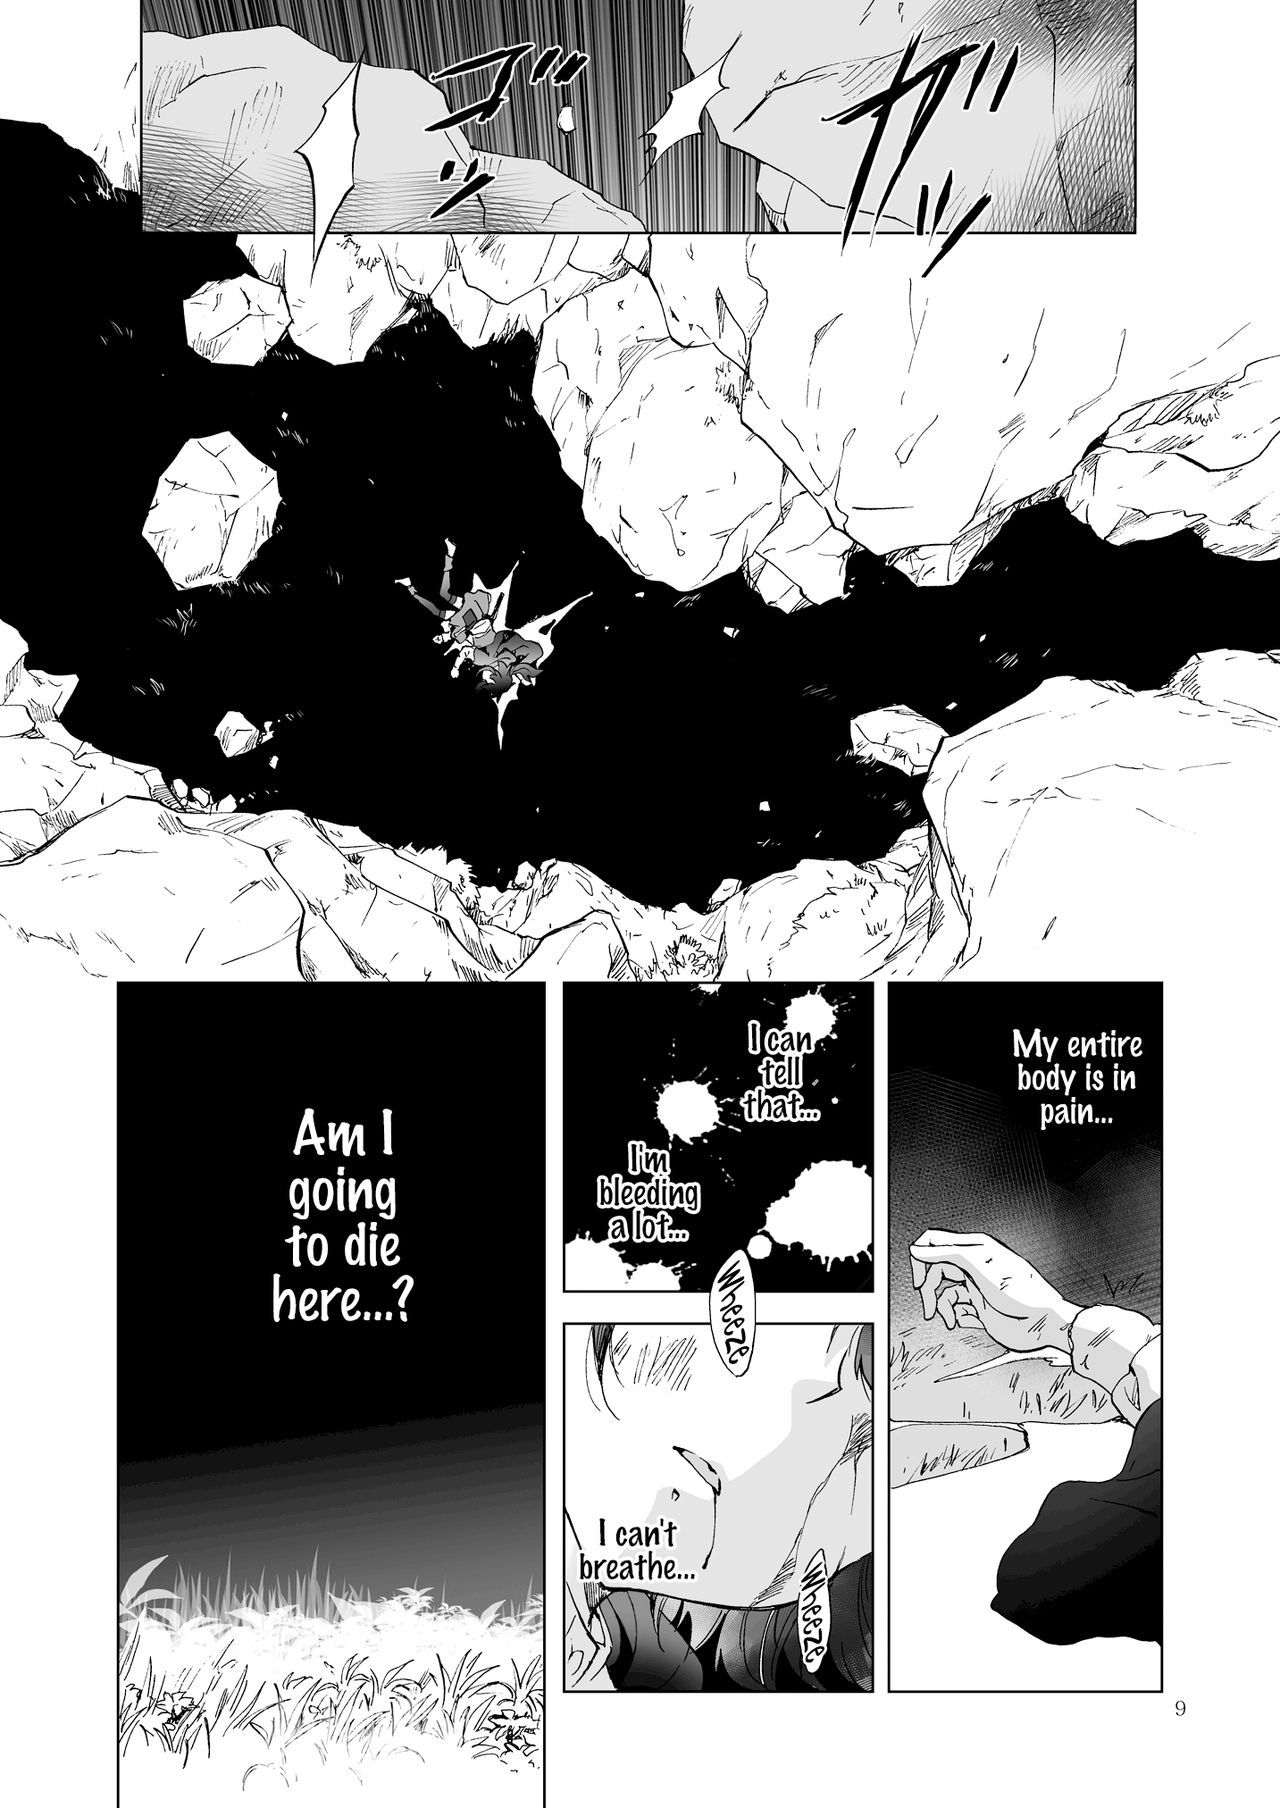 ガッ
ゴッ
My entire
body is in
pain...
I can
tell
that...
I'm
bleeding
a lot...
Wheeze
I can't
breathe...
Wheeze
Am I
going
to die
here...?
9